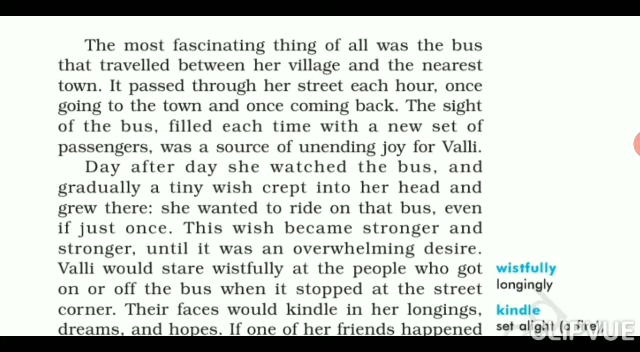 The most fascinating thing of all was the bus
that travelled between her village and the nearest
town. It passed through her street each hour, once
going to the town and once coming back. The sight
of the bus, filled each time with a new set of
passengers, was a source of unending joy for Valli.
Day after day she watched the bus, and
gradually a tiny wish crept into her head and
grew there: she wanted to ride on that bus, even
if just once. This wish became stronger and
stronger, until it was an overwhelming desire.
Valli would stare wistfully at the people who got
on or off the bus when it stopped at the street
corner. Their faces would kindle in her longings,
dreams, and hopes. If one of her friends happened
wistfully
longingly
kindle
set alight (a fire),
CLIPVUE